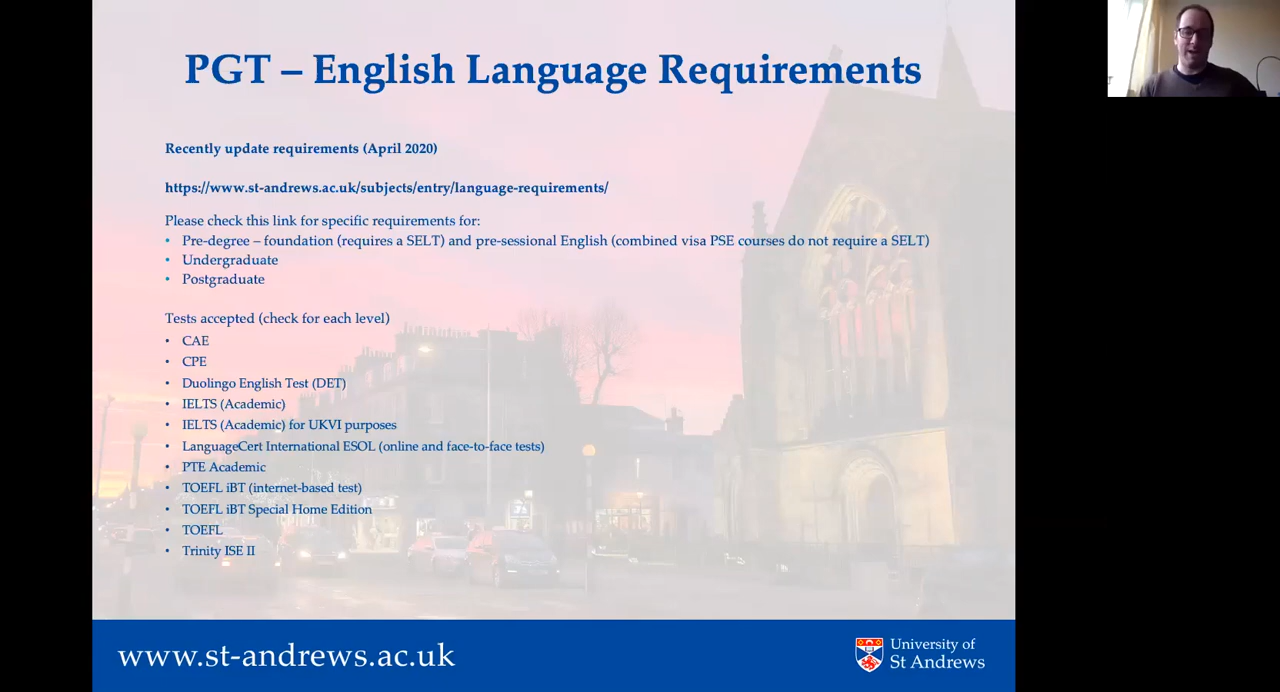 PGT – English Language Requirements
Recently update requirements (April 2020)
https://www.st-andrews.ac.uk/subjects/entry/language-requirements/
Please check this link for specific requirements for:
• Pre-degree – foundation (requires a SELT) and pre-sessional English (combined visa PSE courses do not require a SELT)
• Undergraduate
• Postgraduate
Tests accepted (check for each level)
• CAE
• CPE
• Duolingo English Test (DET)
• IELTS (Academic)
• IELTS (Academic) for UKVI purposes
• LanguageCert International ESOL (online and face-to-face tests)
• PTE Academic
• TOEFL iBT (internet-based test)
• TOEFL iBT Special Home Edition
• TOEFL
• Trinity ISE II
www.st-andrews.ac.uk
University of
St Andrews